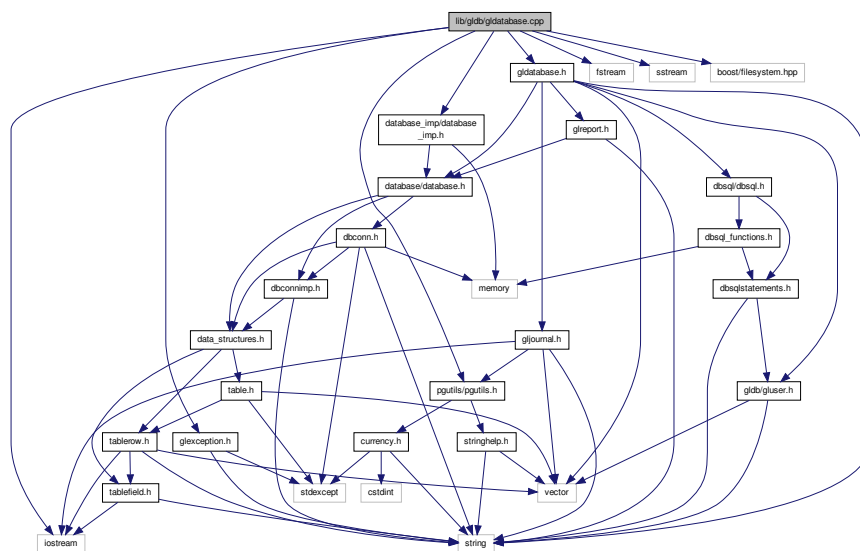 lib/gldb/gldatabase.cpp
gldatabase.h
fstream
sstream
boost/filesystem.hpp
database_imp/database
_imp.h
glreport.h
database/database.h
dbsql/dbsql.h
dbconn.h
dbsql_functions.h
dbconnimp.h
memory
dbsqlstatements.h
data_structures.h
gljournal.h
table.h
pgutils/pgutils.h
gldb/gluser.h
tablerow.h
glexception.h
currency.h
stringhelp.h
tablefield.h
stdexcept
cstdint
vector
iostream
string